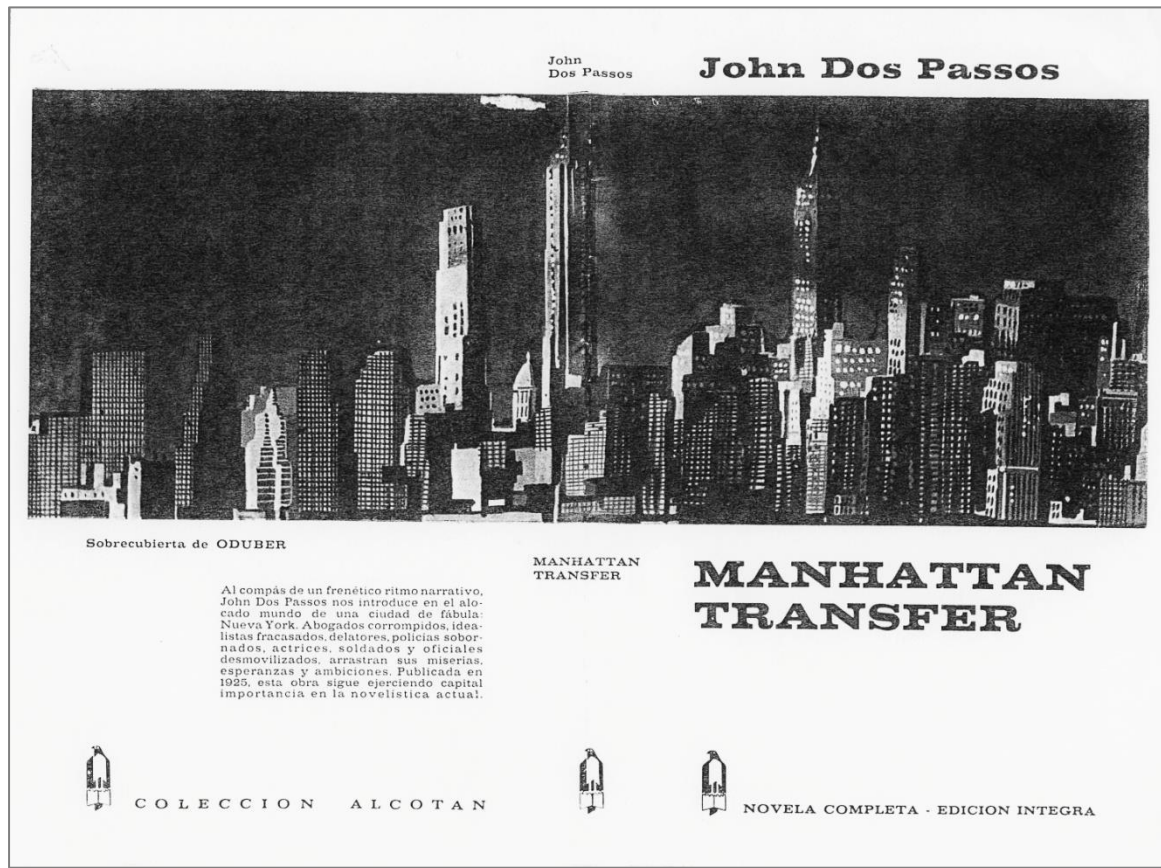 John
Dos Passos
John Dos Passos
Sobrecubierta de ODUBER
MANHATTAN
TRANSFER
MANHATTAN
TRANSFER
Al compás de un frenético ritmo narrativo,
John Dos Passos nos introduce en el alo-
cado mundo de una ciudad de fábula:
Nueva York. Abogados corrompidos, idea-
listas fracasados, delatores, policías sobor-
nados, actrices, soldados y oficiales
desmovilizados, arrastran sus miserias,
esperanzas y ambiciones. Publicada en
1925, esta obra sigue ejerciendo capital
importancia en la novelística actual.
COLECCION ALCOTAN
NOVELA COMPLETA - EDICION INTEGRA